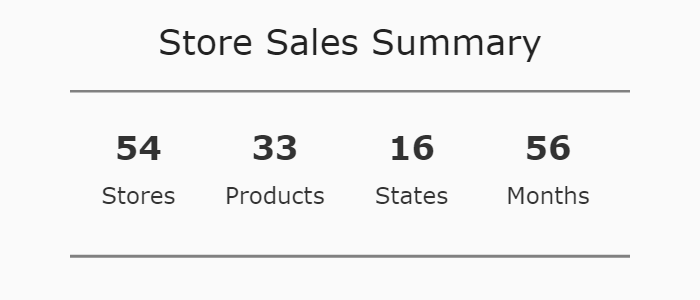 Store Sales Summary
54 33 16 56
Stores Products States Months